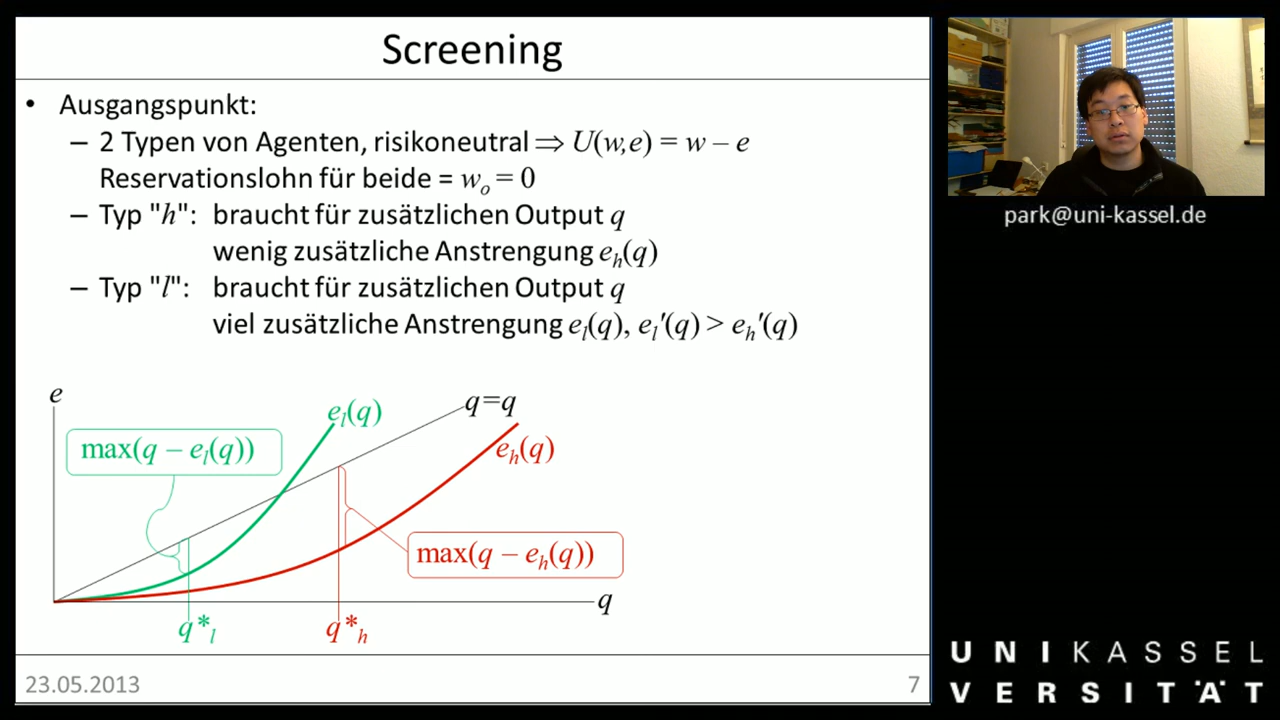 Screening
• Ausgangspunkt:
– 2 Typen von Agenten, risikoneutral ⇒ U(w,e) = w – e
Reservationslohn für beide = wₒ = 0
– Typ "h": braucht für zusätzlichen Output q
wenig zusätzliche Anstrengung eₕ(q)
– Typ "l": braucht für zusätzlichen Output q
viel zusätzliche Anstrengung eₗ(q), eₗ'(q) > eₕ'(q)
e
eₗ(q)
q=q
max(q – eₗ(q))
eₕ(q)
max(q – eₕ(q))
q
q*ₗ
q*ₕ
23.05.2013
7
park@uni-kassel.de
UNIKASSEL
VERSITÄT